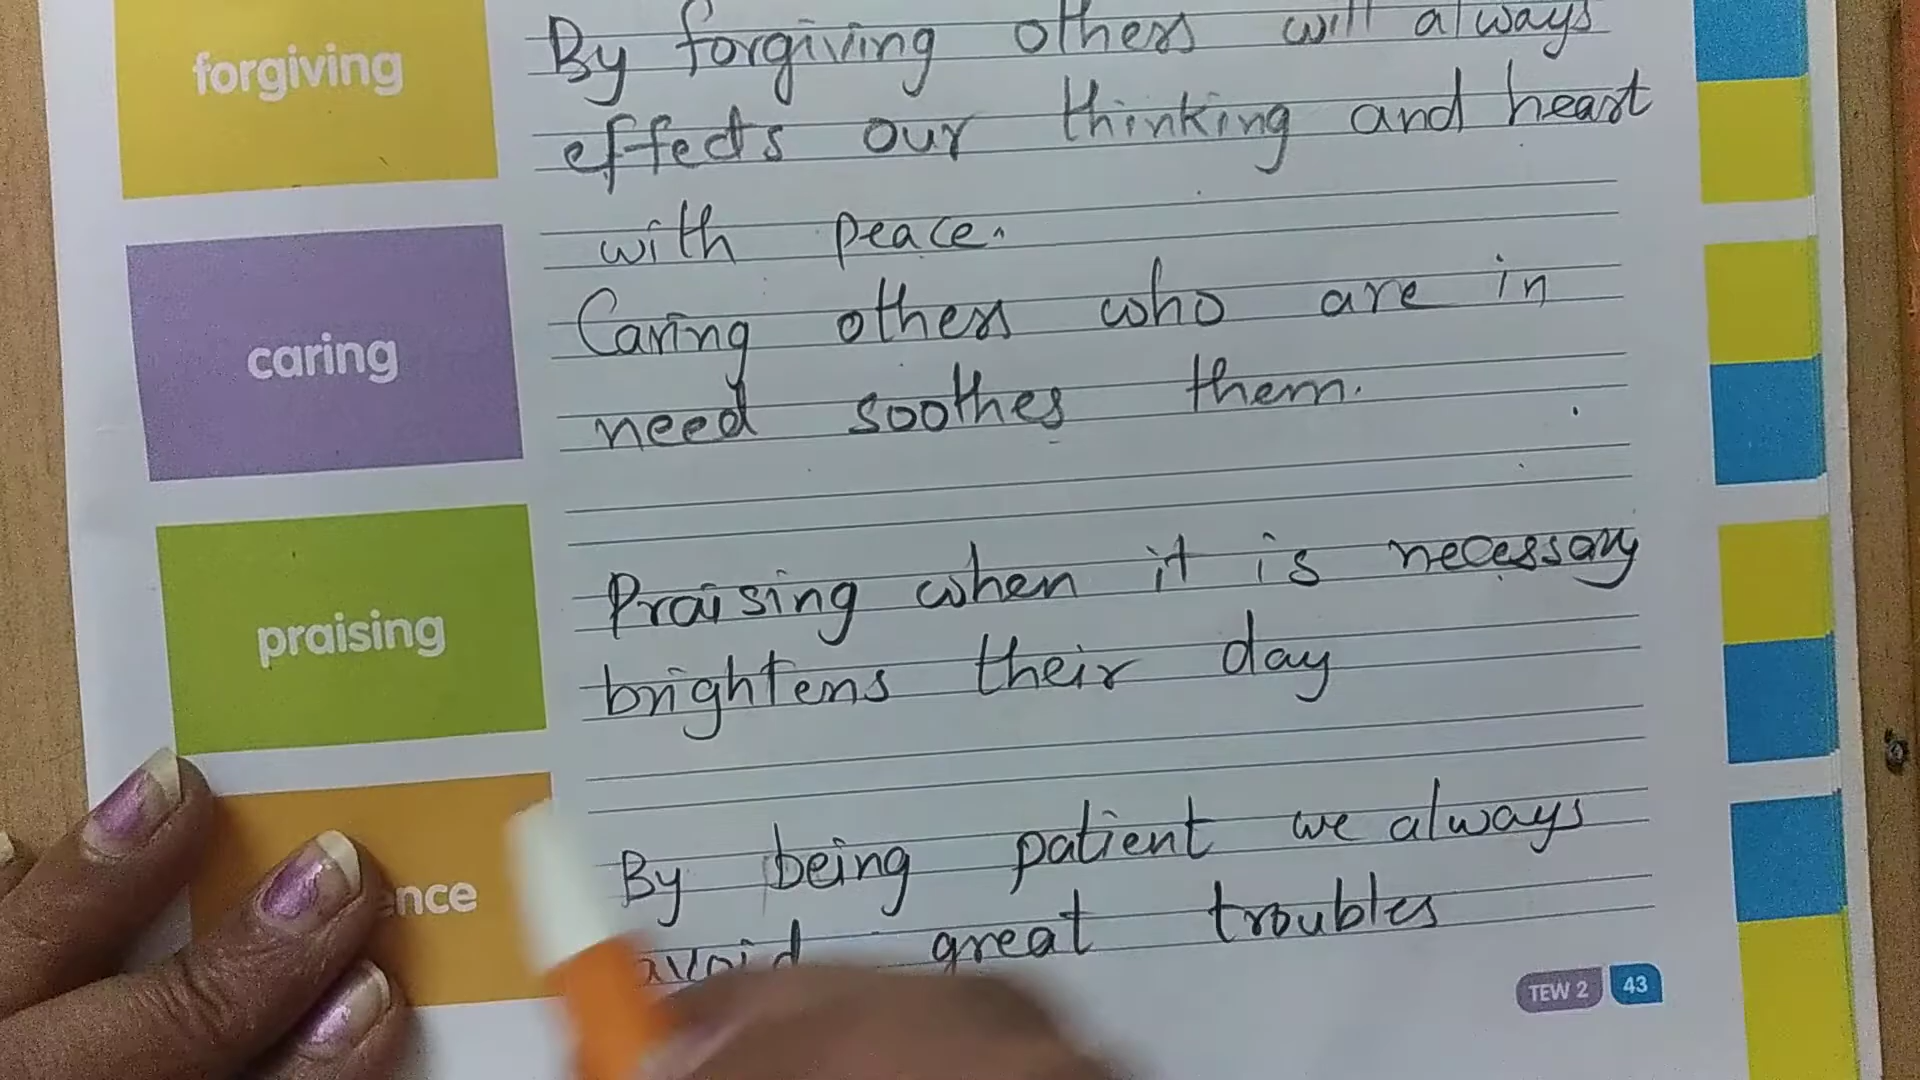 forgiving
By forgiving others will always
effects our thinking and heart
with peace.
caring
Caring others who are in
need soothes them.
praising
Praising when it is necessary
brightens their day
ence
By being patient we always
avoid great troubles
TEW 2 43